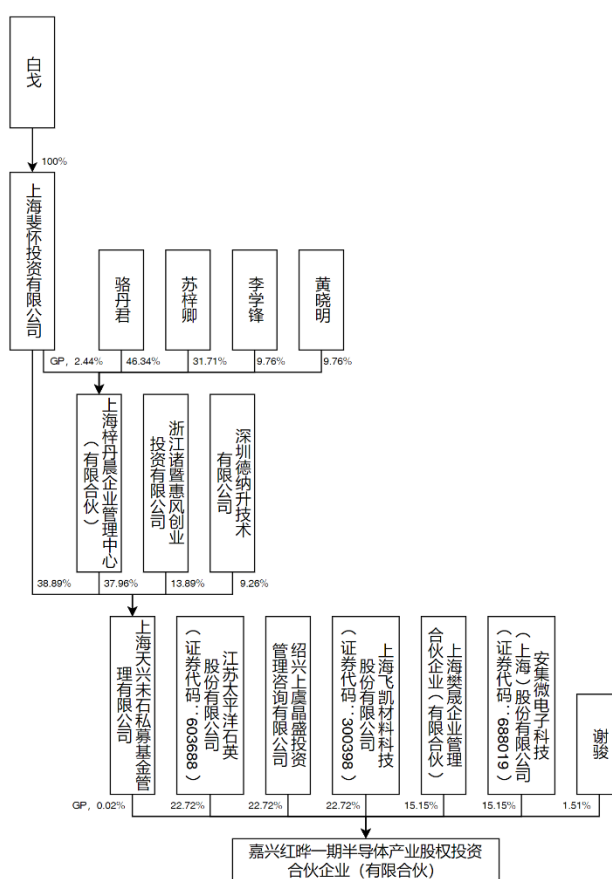 白戈
100%
上海斐怀投资有限公司
骆丹君
苏梓卿
李学锋
黄晓明
GP，2.44%
46.34%
31.71%
9.76%
9.76%
上海梓丹晨企业管理中心
（有限合伙）
浙江诸暨惠风创业
投资有限公司
深圳德纳升技术
有限公司
38.89%
37.96%
13.89%
9.26%
上海天兴未石私募基金管
理有限公司
江苏太平洋石英
股份有限公司
（证券代码：603688）
绍兴上虞晶盛投资
管理咨询有限公司
上海飞凯材料科技
股份有限公司
（证券代码：300398）
上海樊晟企业管理
合伙企业（有限合伙）
安集微电子科技
（上海）股份有限公司
（证券代码：688019）
谢骏
GP，0.02%
22.72%
22.72%
22.72%
15.15%
15.15%
1.51%
嘉兴红晔一期半导体产业股权投资
合伙企业（有限合伙）